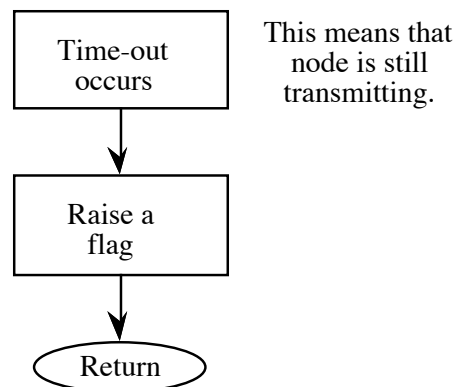 Time-out
occurs
This means that
node is still
transmitting.
Raise a
flag
Return